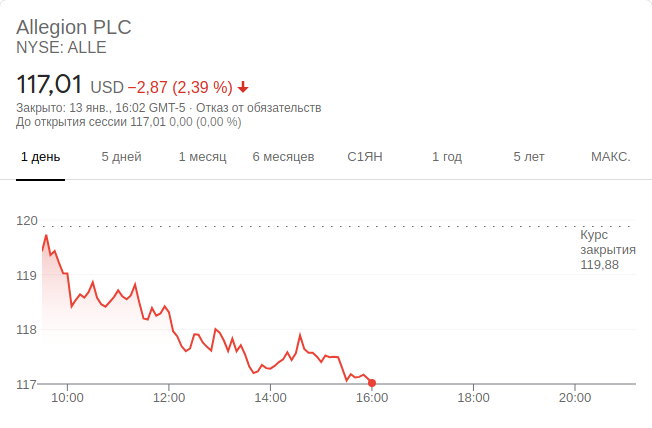 Allegion PLC
NYSE: ALLE
117,01 USD −2,87 (2,39 %)
Закрыто: 13 янв., 16:02 GMT-5 · Отказ от обязательств
До открытия сессии 117,01 0,00 (0,00 %)
1 день 5 дней 1 месяц 6 месяцев С1ЯН 1 год 5 лет МАКС.
120
Курс
закрытия
119,88
119
118
117
10:00 12:00 14:00 16:00 18:00 20:00